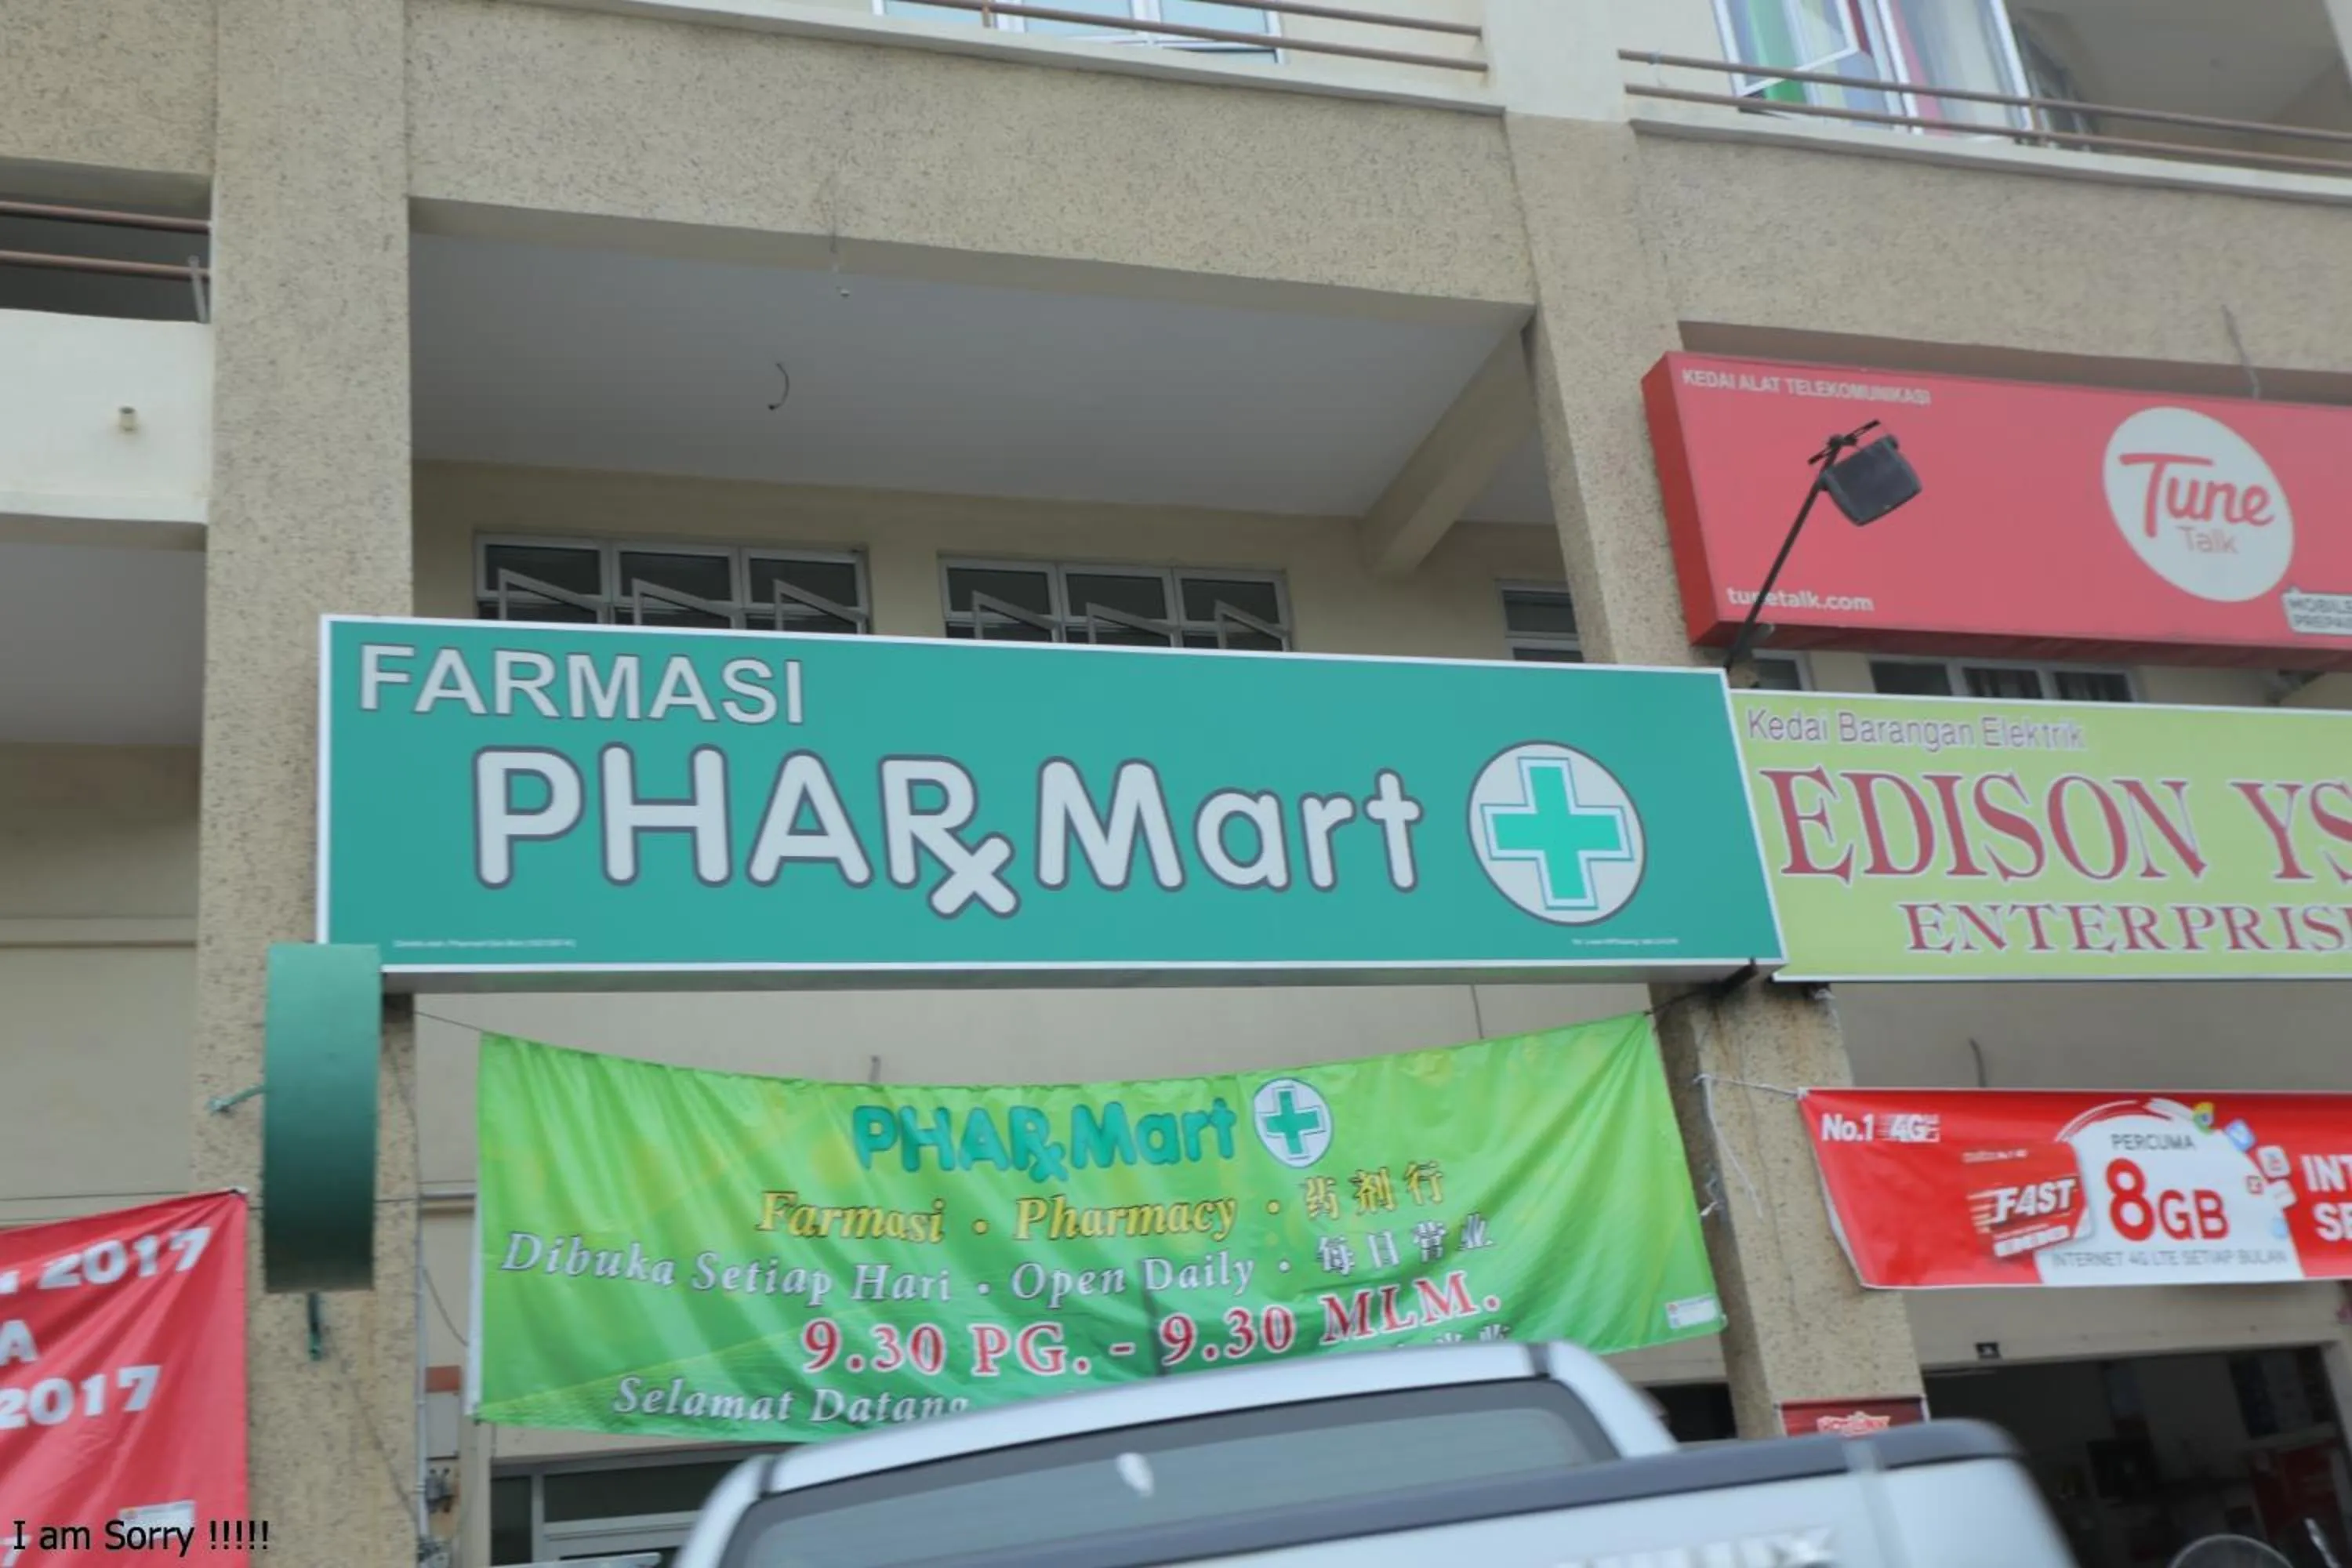 KEDAI ALAT TELEKOMUNIKASI
Tune
Talk
tunetalk.com
MOBILE
FARMASI
PHARxMart
Kedai Barangan Elektrik
EDISON YS
ENTERPRIS
PHARxMart
Farmasi • Pharmacy • 药剂行
Dibuka Setiap Hari • Open Daily • 每日营业
9.30 PG. - 9.30 MLM.
Selamat Datang
No.1 4G
FAST
PERCUMA
8GB
INTERNET 4G LTE SETIAP BULAN
2017
A
2017
I am Sorry !!!!!